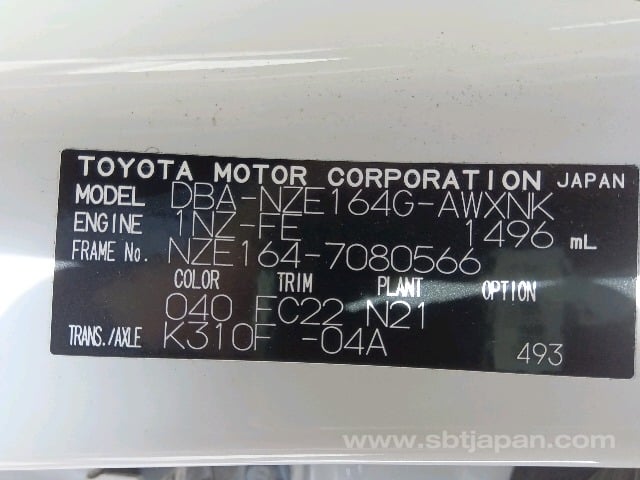 TOYOTA MOTOR CORPORATION JAPAN
MODEL DBA-NZE164G-AWXNK
ENGINE 1NZ-FE 1496 mL
FRAME No. NZE164-7080566
COLOR TRIM PLANT OPTION
040 FC22 N21
TRANS./AXLE K310F -04A 493
www.sbtjapan.com